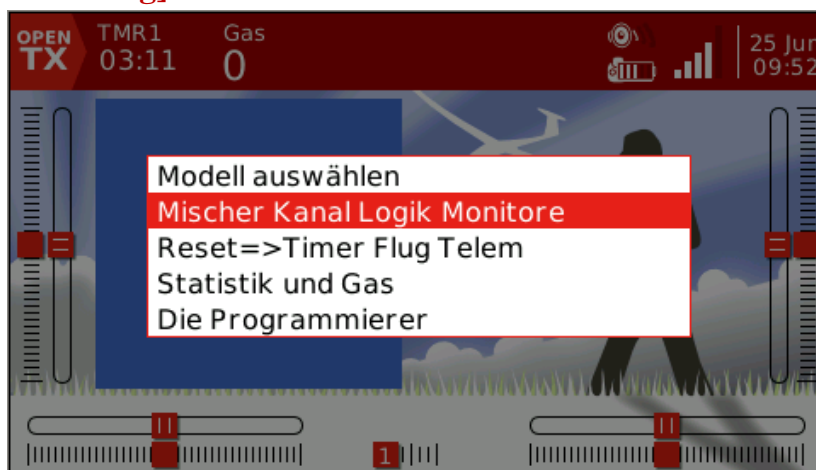 OPEN
TX
TMR1
03:11
Gas
0
25 Jun
09:52
Modell auswählen
Mischer Kanal Logik Monitore
Reset=>Timer Flug Telem
Statistik und Gas
Die Programmierer
1